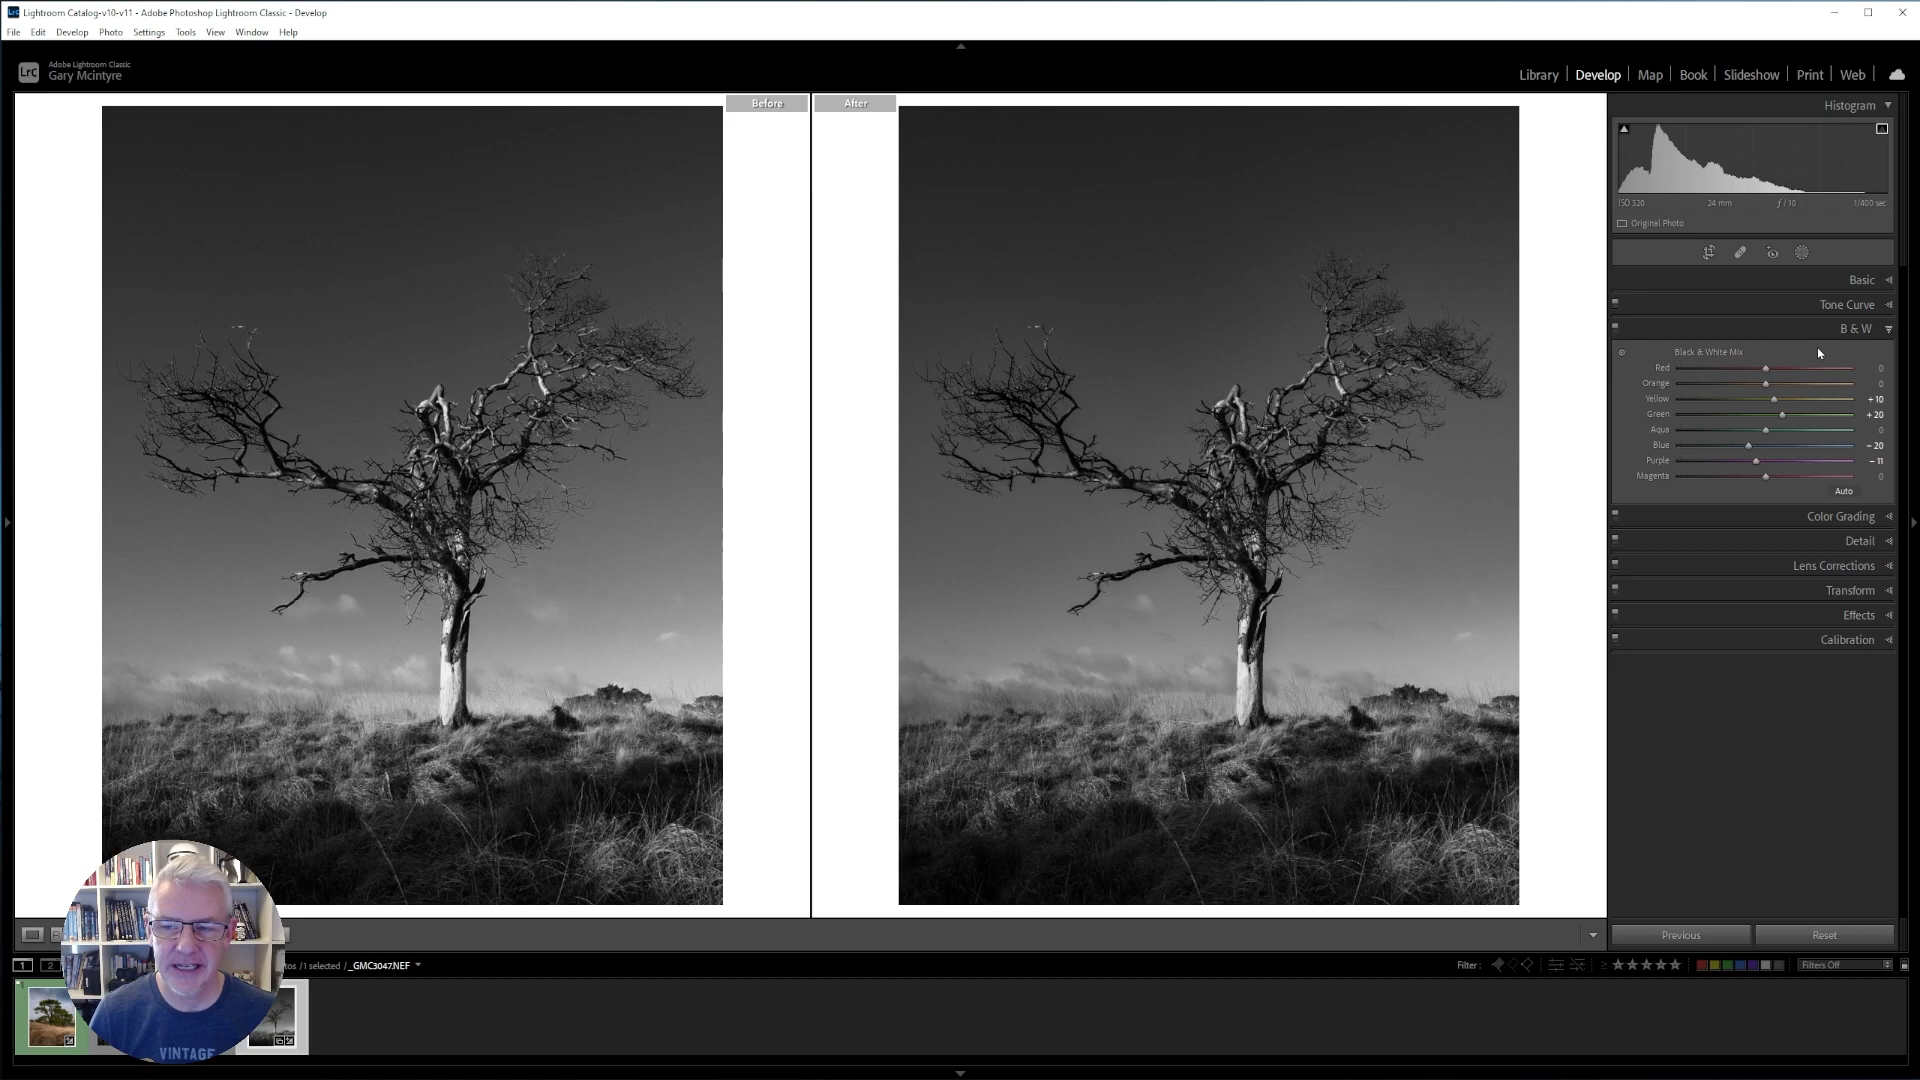 Lightroom Catalog-v10-v11 - Adobe Photoshop Lightroom Classic - Develop
File Edit Develop Photo Settings Tools View Window Help
LrC
Adobe Lightroom Classic
Gary Mcintyre
Library Develop Map Book Slideshow Print Web
Before
After
Histogram
ISO 320 24 mm ƒ / 10 1/400 sec
Original Photo
Basic
Tone Curve
B & W
Black & White Mix
Red 0
Orange 0
Yellow + 10
Green + 20
Aqua 0
Blue - 20
Purple - 11
Magenta 0
Auto
Color Grading
Detail
Lens Corrections
Transform
Effects
Calibration
Previous Reset
1 2
/1 selected / _GMC3047.NEF
Filter :
≥
Filters Off
VINTAGE